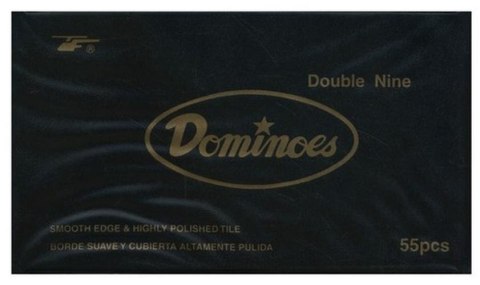 Double Nine
Dominoes
SMOOTH EDGE & HIGHLY POLISHED TILE
BORDE SUAVE Y CUBIERTA ALTAMENTE PULIDA
55pcs